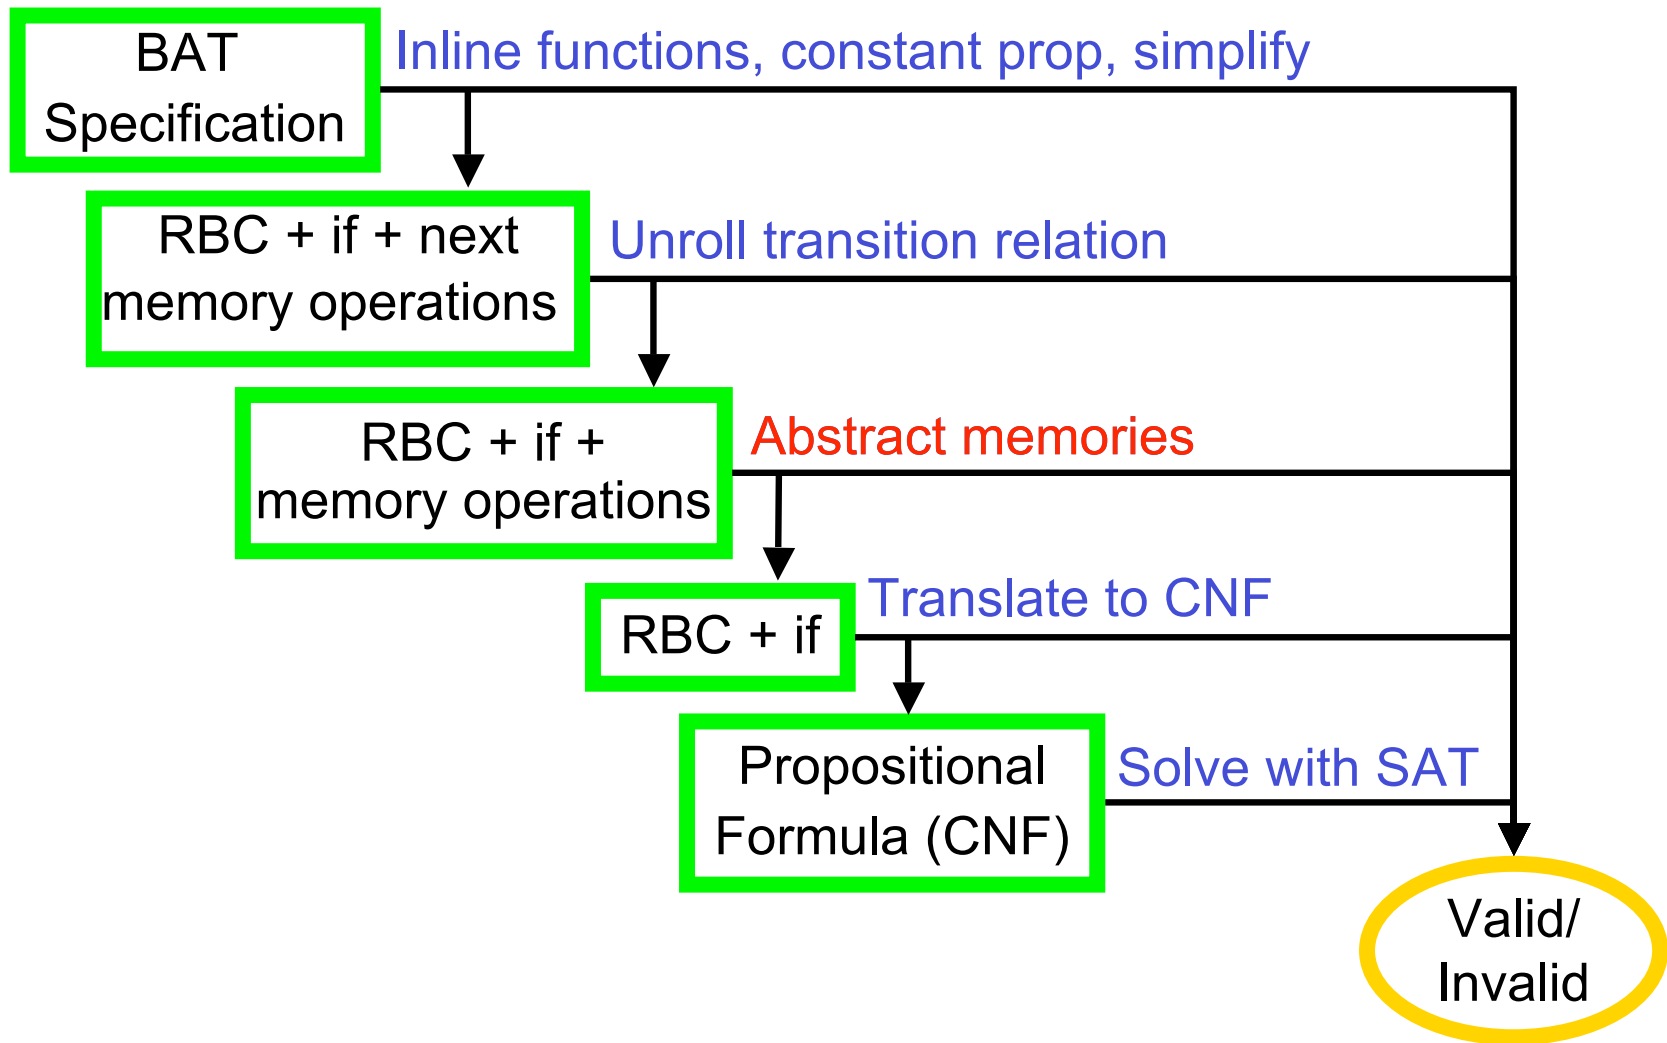 BAT
Specification
Inline functions, constant prop, simplify
RBC + if + next
memory operations
Unroll transition relation
RBC + if +
memory operations
Abstract memories
RBC + if
Translate to CNF
Propositional
Formula (CNF)
Solve with SAT
Valid/
Invalid